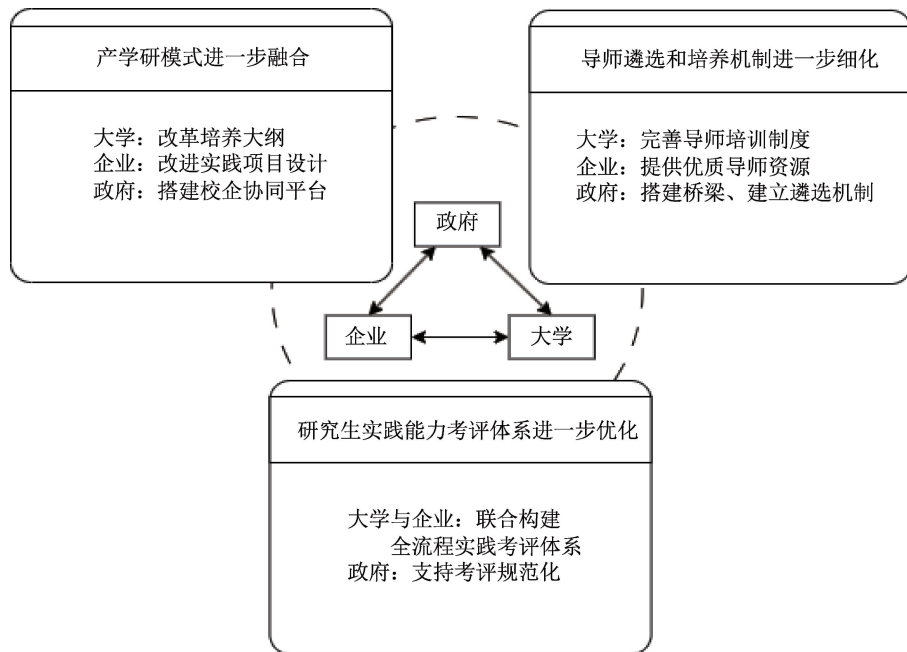 产学研模式进一步融合
大学：改革培养大纲
企业：改进实践项目设计
政府：搭建校企协同平台
导师遴选和培养机制进一步细化
大学：完善导师培训制度
企业：提供优质导师资源
政府：搭建桥梁、建立遴选机制
政府
企业
大学
研究生实践能力考评体系进一步优化
大学与企业：联合构建
全流程实践考评体系
政府：支持考评规范化